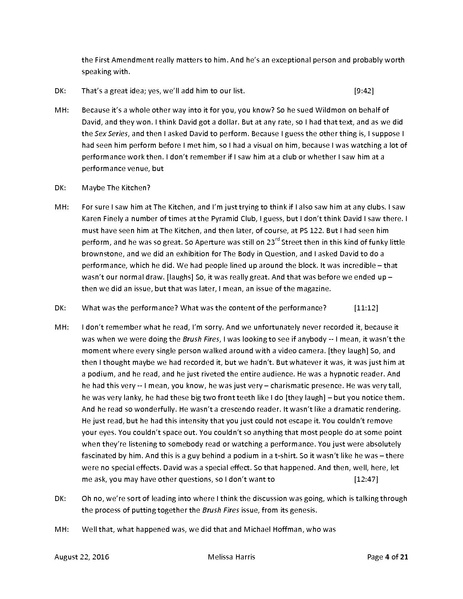 the First Amendment really matters to him. And he's an exceptional person and probably worth
speaking with.
DK: That's a great idea; yes, we'll add him to our list. [9:42]
MH: Because it's a whole other way into it for you, you know? So he sued Wildmon on behalf of
David, and they won. I think David got a dollar. But at any rate, so I had that text, and as we did
the Sex Series, and then I asked David to perform. Because I guess the other thing is, I suppose I
had seen him perform before I met him, so I had a visual on him, because I was watching a lot of
performance work then. I don't remember if I saw him at a club or whether I saw him at a
performance venue, but
DK: Maybe The Kitchen?
MH: For sure I saw him at The Kitchen, and I'm just trying to think if I also saw him at any clubs. I saw
Karen Finely a number of times at the Pyramid Club, I guess, but I don't think David I saw there. I
must have seen him at The Kitchen, and then later, of course, at PS 122. But I had seen him
perform, and he was so great. So Aperture was still on 23rd Street then in this kind of funky little
brownstone, and we did an exhibition for The Body in Question, and I asked David to do a
performance, which he did. We had people lined up around the block. It was incredible – that
wasn't our normal draw. [laughs] So, it was really great. And that was before we ended up –
then we did an issue, but that was later, I mean, an issue of the magazine.
DK: What was the performance? What was the content of the performance? [11:12]
MH: I don't remember what he read, I'm sorry. And we unfortunately never recorded it, because it
was when we were doing the Brush Fires, I was looking to see if anybody -- I mean, it wasn't the
moment where every single person walked around with a video camera. [they laugh] So, and
then I thought maybe we had recorded it, but we hadn't. But whatever it was, it was just him at
a podium, and he read, and he just riveted the entire audience. He was a hypnotic reader. And
he had this very -- I mean, you know, he was just very – charismatic presence. He was very tall,
he was very lanky, he had these big two front teeth like I do [they laugh] – but you notice them.
And he read so wonderfully. He wasn't a crescendo reader. It wasn't like a dramatic rendering.
He just read, but he had this intensity that you just could not escape it. You couldn't remove
your eyes. You couldn't space out. You couldn't so anything that most people do at some point
when they're listening to somebody read or watching a performance. You just were absolutely
fascinated by him. And this is a guy behind a podium in a t-shirt. So it wasn't like he was – there
were no special effects. David was a special effect. So that happened. And then, well, here, let
me ask, you may have other questions, so I don't want to [12:47]
DK: Oh no, we're sort of leading into where I think the discussion was going, which is talking through
the process of putting together the Brush Fires issue, from its genesis.
MH: Well that, what happened was, we did that and Michael Hoffman, who was
August 22, 2016 Melissa Harris Page 4 of 21